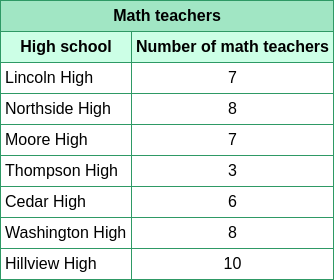 Math teachers
High school Number of math teachers
Lincoln High 7
Northside High 8
Moore High 7
Thompson High 3
Cedar High 6
Washington High 8
Hillview High 10